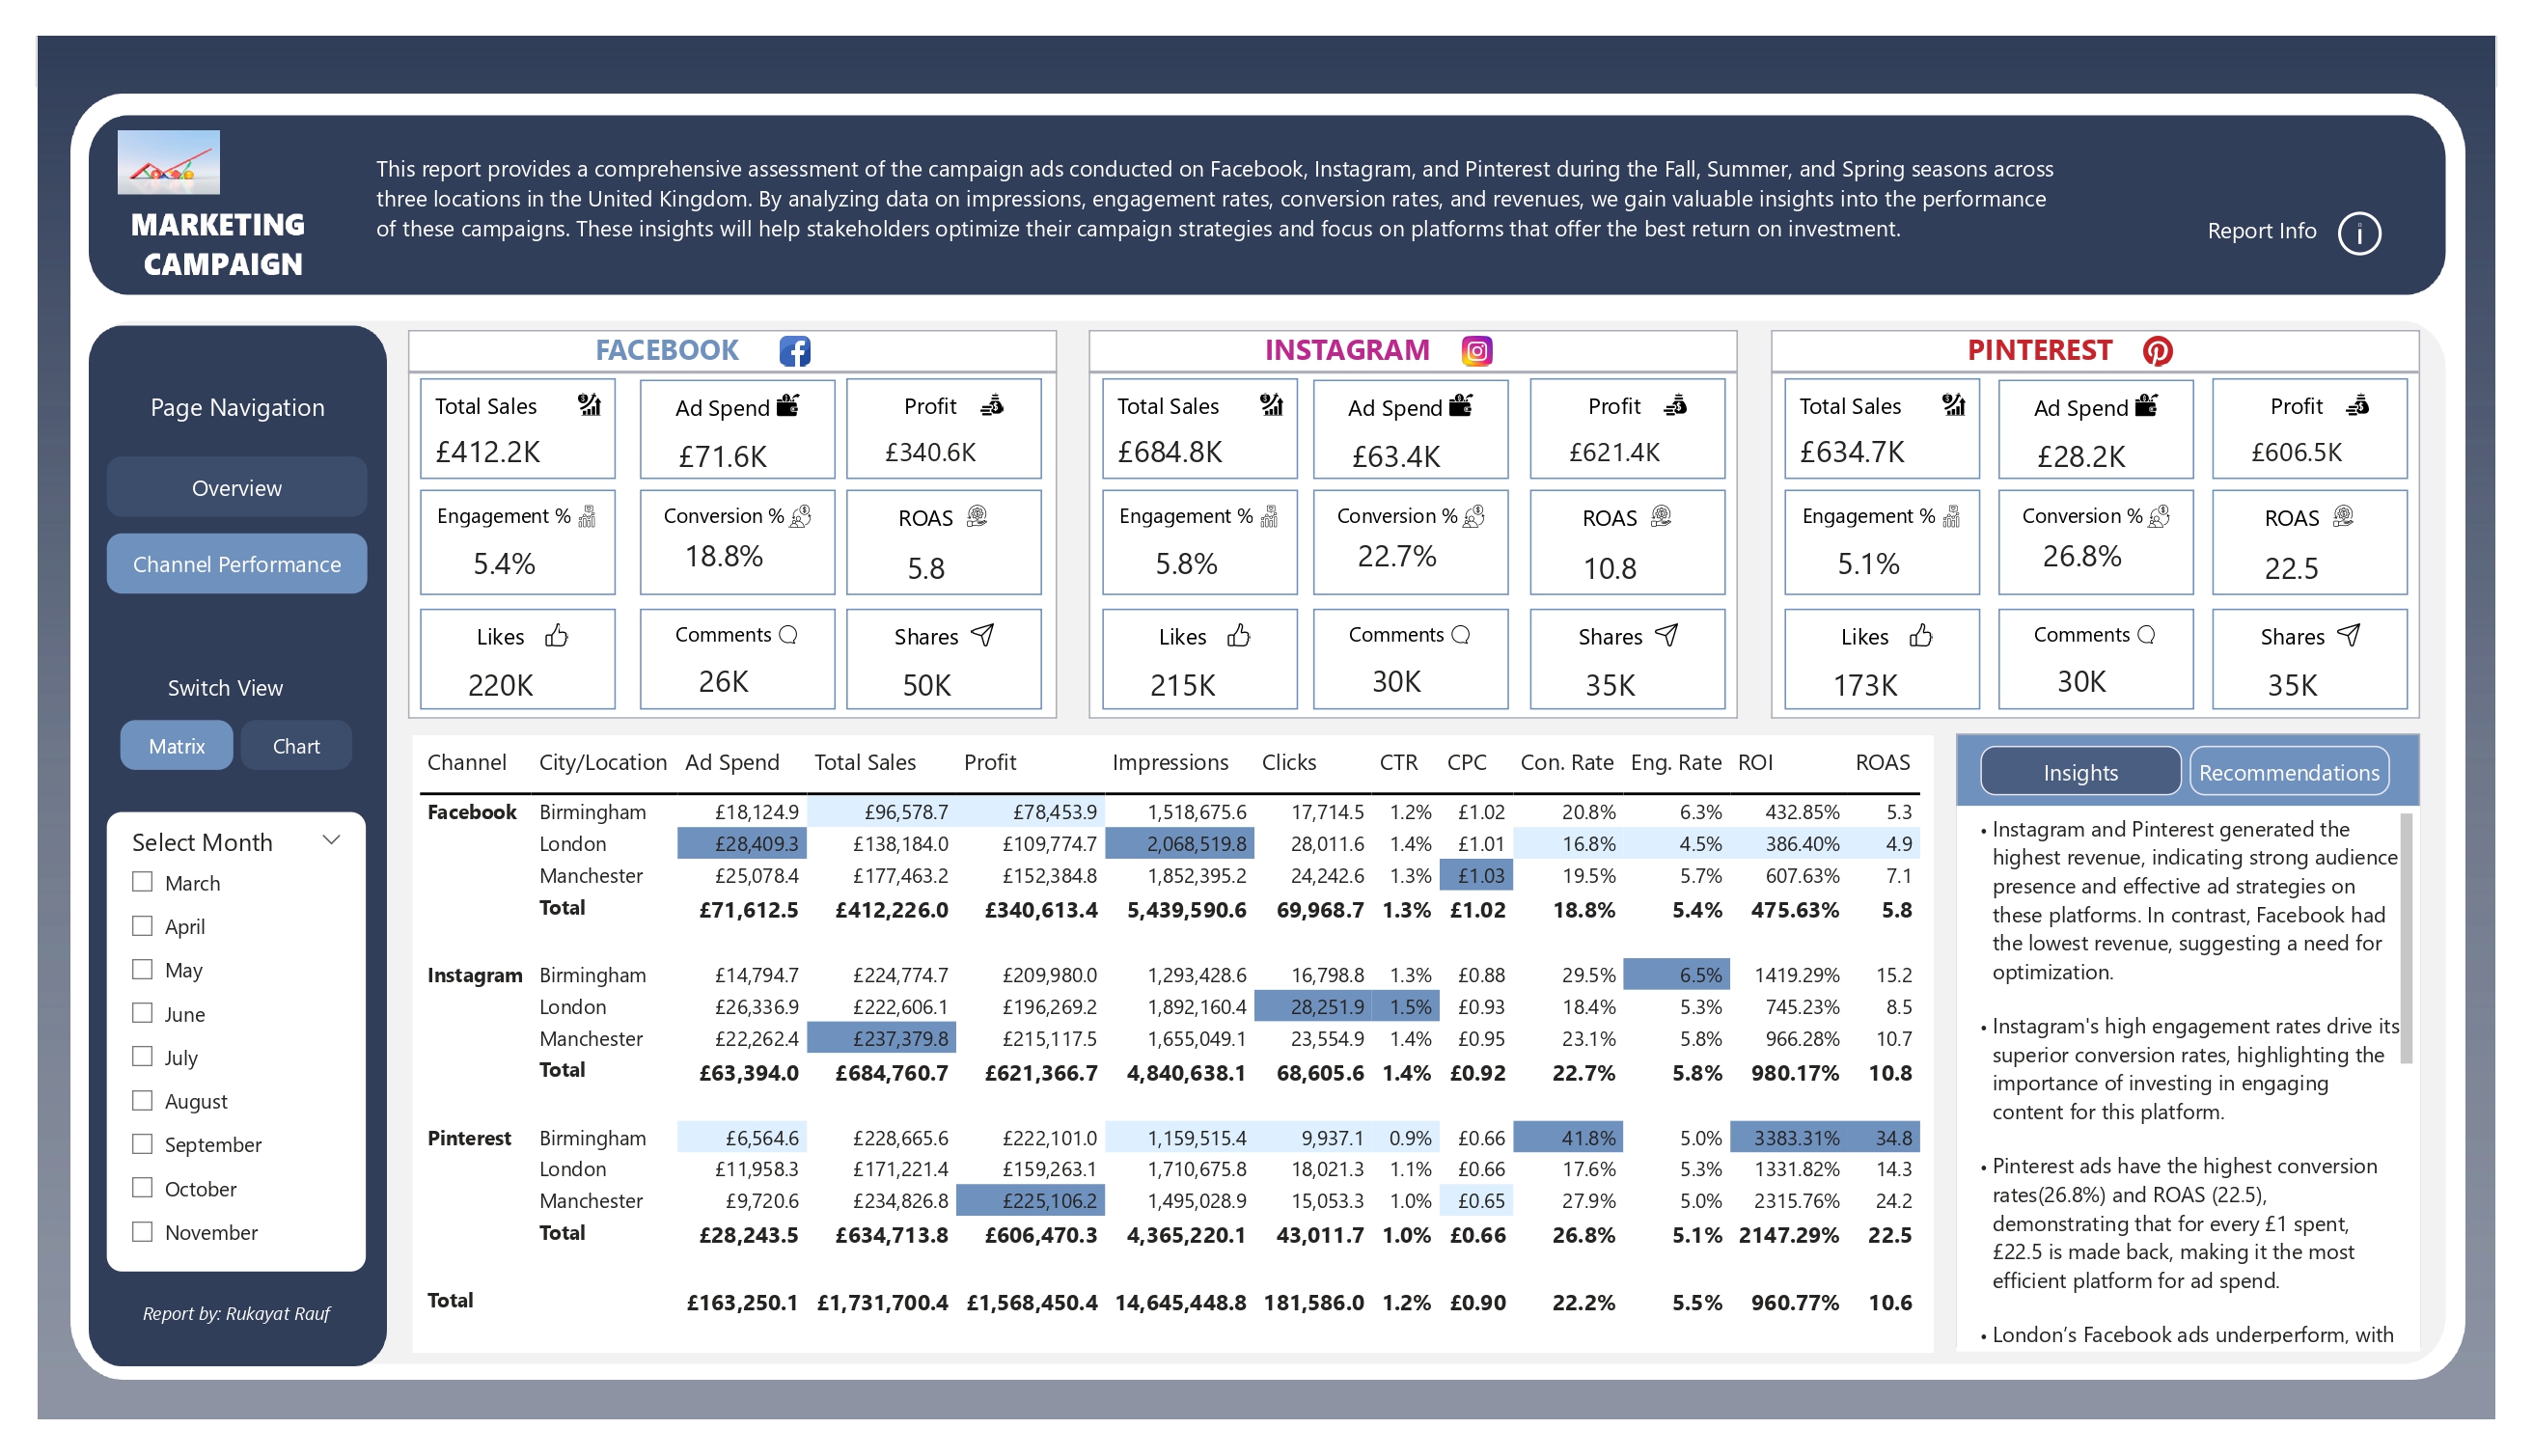 MARKETING
CAMPAIGN
This report provides a comprehensive assessment of the campaign ads conducted on Facebook, Instagram, and Pinterest during the Fall, Summer, and Spring seasons across
three locations in the United Kingdom. By analyzing data on impressions, engagement rates, conversion rates, and revenues, we gain valuable insights into the performance
of these campaigns. These insights will help stakeholders optimize their campaign strategies and focus on platforms that offer the best return on investment.
Report Info
Page Navigation
Overview
Channel Performance
Switch View
Matrix Chart
Select Month
March
April
May
June
July
August
September
October
November
Report by: Rukayat Rauf
FACEBOOK
Total Sales Ad Spend Profit
£412.2K £71.6K £340.6K
Engagement % Conversion % ROAS
5.4% 18.8% 5.8
Likes Comments Shares
220K 26K 50K
INSTAGRAM
Total Sales Ad Spend Profit
£684.8K £63.4K £621.4K
Engagement % Conversion % ROAS
5.8% 22.7% 10.8
Likes Comments Shares
215K 30K 35K
PINTEREST
Total Sales Ad Spend Profit
£634.7K £28.2K £606.5K
Engagement % Conversion % ROAS
5.1% 26.8% 22.5
Likes Comments Shares
173K 30K 35K
Channel City/Location Ad Spend Total Sales Profit Impressions Clicks CTR CPC Con. Rate Eng. Rate ROI ROAS
Facebook Birmingham £18,124.9 £96,578.7 £78,453.9 1,518,675.6 17,714.5 1.2% £1.02 20.8% 6.3% 432.85% 5.3
London £28,409.3 £138,184.0 £109,774.7 2,068,519.8 28,011.6 1.4% £1.01 16.8% 4.5% 386.40% 4.9
Manchester £25,078.4 £177,463.2 £152,384.8 1,852,395.2 24,242.6 1.3% £1.03 19.5% 5.7% 607.63% 7.1
Total £71,612.5 £412,226.0 £340,613.4 5,439,590.6 69,968.7 1.3% £1.02 18.8% 5.4% 475.63% 5.8
Instagram Birmingham £14,794.7 £224,774.7 £209,980.0 1,293,428.6 16,798.8 1.3% £0.88 29.5% 6.5% 1419.29% 15.2
London £26,336.9 £222,606.1 £196,269.2 1,892,160.4 28,251.9 1.5% £0.93 18.4% 5.3% 745.23% 8.5
Manchester £22,262.4 £237,379.8 £215,117.5 1,655,049.1 23,554.9 1.4% £0.95 23.1% 5.8% 966.28% 10.7
Total £63,394.0 £684,760.7 £621,366.7 4,840,638.1 68,605.6 1.4% £0.92 22.7% 5.8% 980.17% 10.8
Pinterest Birmingham £6,564.6 £228,665.6 £222,101.0 1,159,515.4 9,937.1 0.9% £0.66 41.8% 5.0% 3383.31% 34.8
London £11,958.3 £171,221.4 £159,263.1 1,710,675.8 18,021.3 1.1% £0.66 17.6% 5.3% 1331.82% 14.3
Manchester £9,720.6 £234,826.8 £225,106.2 1,495,028.9 15,053.3 1.0% £0.65 27.9% 5.0% 2315.76% 24.2
Total £28,243.5 £634,713.8 £606,470.3 4,365,220.1 43,011.7 1.0% £0.66 26.8% 5.1% 2147.29% 22.5
Total £163,250.1 £1,731,700.4 £1,568,450.4 14,645,448.8 181,586.0 1.2% £0.90 22.2% 5.5% 960.77% 10.6
Insights Recommendations
• Instagram and Pinterest generated the
highest revenue, indicating strong audience
presence and effective ad strategies on
these platforms. In contrast, Facebook had
the lowest revenue, suggesting a need for
optimization.
• Instagram's high engagement rates drive its
superior conversion rates, highlighting the
importance of investing in engaging
content for this platform.
• Pinterest ads have the highest conversion
rates(26.8%) and ROAS (22.5),
demonstrating that for every £1 spent,
£22.5 is made back, making it the most
efficient platform for ad spend.
• London’s Facebook ads underperform, with